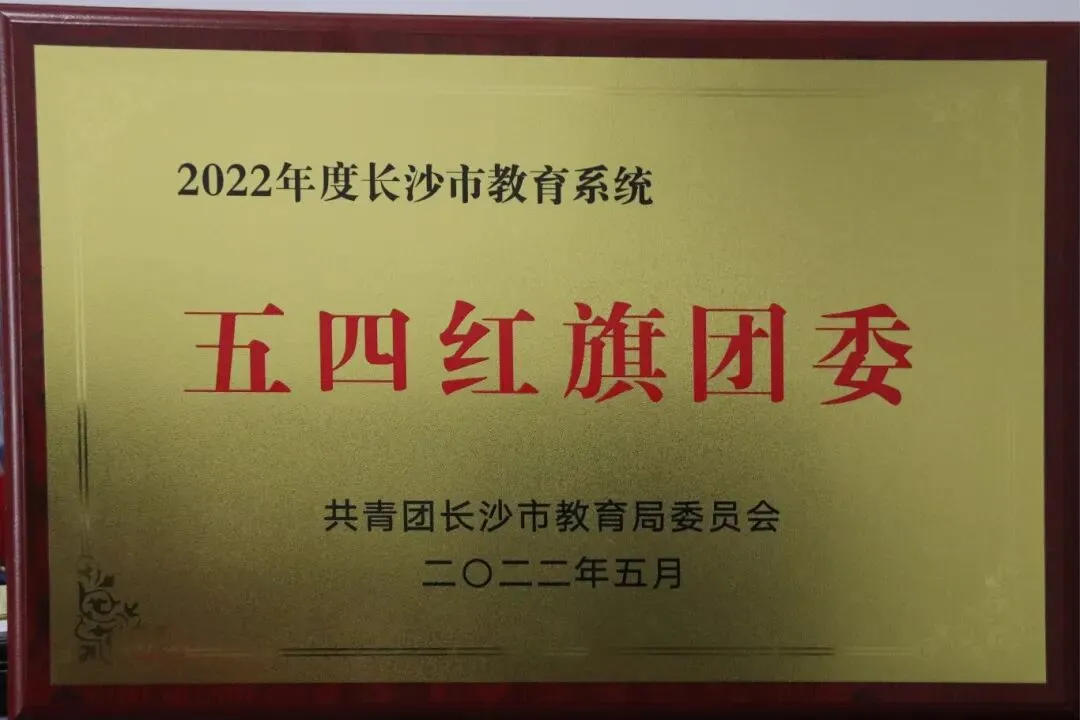 2022年度长沙市教育系统
五四红旗团委
共青团长沙市教育局委员会
二〇二二年五月